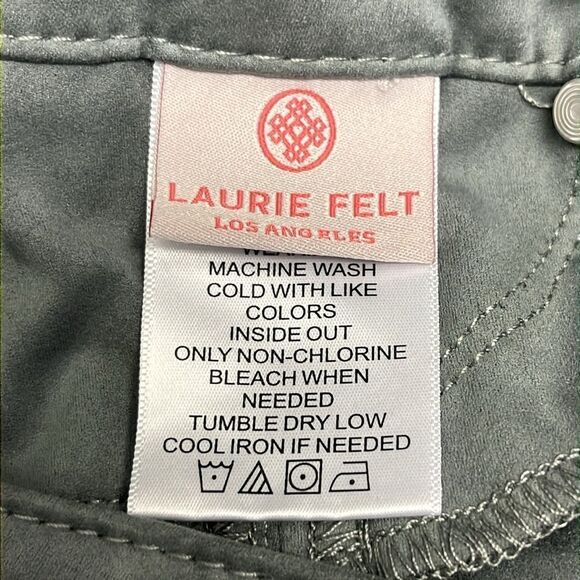 LAURIE FELT
LOS ANGELES
MACHINE WASH
COLD WITH LIKE
COLORS
INSIDE OUT
ONLY NON-CHLORINE
BLEACH WHEN
NEEDED
TUMBLE DRY LOW
COOL IRON IF NEEDED